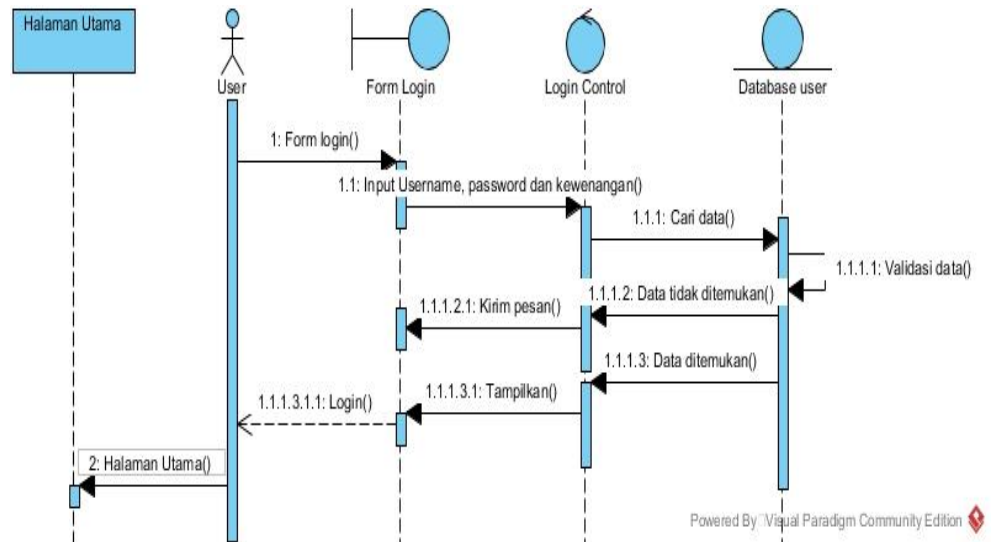 Halaman Utama
User
Form Login
Login Control
Database user
1: Form login()
1.1: Input Username, password dan kewenangan()
1.1.1: Cari data()
1.1.1.1: Validasi data()
1.1.1.2: Data tidak ditemukan()
1.1.1.2.1: Kirim pesan()
1.1.1.3: Data ditemukan()
1.1.1.3.1: Tampilkan()
1.1.1.3.1.1: Login()
2: Halaman Utama()
Powered By Visual Paradigm Community Edition